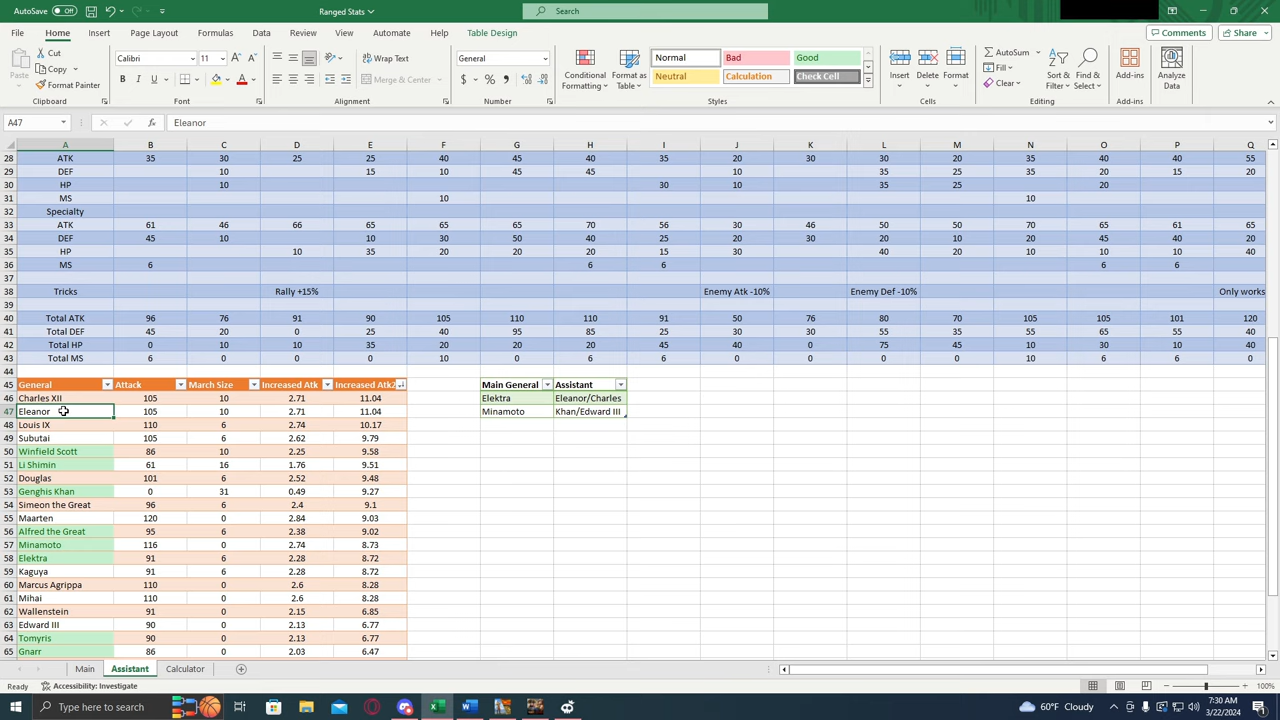 AutoSave Off Ranged Stats Search
File Home Insert Page Layout Formulas Data Review View Automate Help Table Design Comments Share
Paste Cut Copy Format Painter Clipboard
Calibri 11 B I U Font
Wrap Text Merge & Center Alignment
General $ % Number
Conditional Formatting Format as Table Normal Bad Good Neutral Calculation Check Cell Styles
Insert Delete Format Cells
AutoSum Fill Clear Sort & Filter Find & Select Editing
Add-ins Add-ins Analyze Data
A47 fx Eleanor
A B C D E F G H I J K L M N O P Q
28 ATK 35 30 25 25 40 45 40 35 20 30 30 20 35 40 40 55
29 DEF 10 15 10 45 45 10 35 25 35 20 15 20
30 HP 10 30 10 35 25 20
31 MS 10 10
32 Specialty
33 ATK 61 46 66 65 65 65 70 56 30 46 50 50 70 65 61 65
34 DEF 45 10 10 30 50 40 25 20 30 20 10 20 45 40 20
35 HP 10 35 20 20 20 15 30 40 20 10 10 10 40
36 MS 6 6 6 6 6
37
38 Tricks Rally +15% Enemy Atk -10% Enemy Def -10% Only works
39
40 Total ATK 96 76 91 90 105 110 110 91 50 76 80 70 105 105 101 120
41 Total DEF 45 20 0 25 40 95 85 25 30 30 55 35 55 65 55 40
42 Total HP 0 10 10 35 20 20 20 45 40 0 75 45 10 30 10 40
43 Total MS 6 0 0 0 10 0 6 6 0 0 0 0 10 6 6 0
44
45 General Attack March Size Increased Atk Increased Atk2 Main General Assistant
46 Charles XII 105 10 2.71 11.04 Elektra Eleanor/Charles
47 Eleanor 105 10 2.71 11.04 Minamoto Khan/Edward III
48 Louis IX 110 6 2.74 10.17
49 Subutai 105 6 2.62 9.79
50 Winfield Scott 86 10 2.25 9.58
51 Li Shimin 61 16 1.76 9.51
52 Douglas 101 6 2.52 9.48
53 Genghis Khan 0 31 0.49 9.27
54 Simeon the Great 96 6 2.4 9.1
55 Maarten 120 0 2.84 9.03
56 Alfred the Great 95 6 2.38 9.02
57 Minamoto 116 0 2.74 8.73
58 Elektra 91 6 2.28 8.72
59 Kaguya 91 6 2.28 8.71
60 Marcus Agrippa 110 0 2.6 8.28
61 Mihai 110 0 2.6 8.28
62 Wallenstein 91 0 2.15 6.85
63 Edward III 90 0 2.13 6.77
64 Tomyris 90 0 2.13 6.77
65 Gnarr 86 0 2.03 6.47
Main Assistant Calculator
Ready Accessibility: Investigate 100%
Type here to search 60°F Cloudy 7:30 AM
3/22/2024